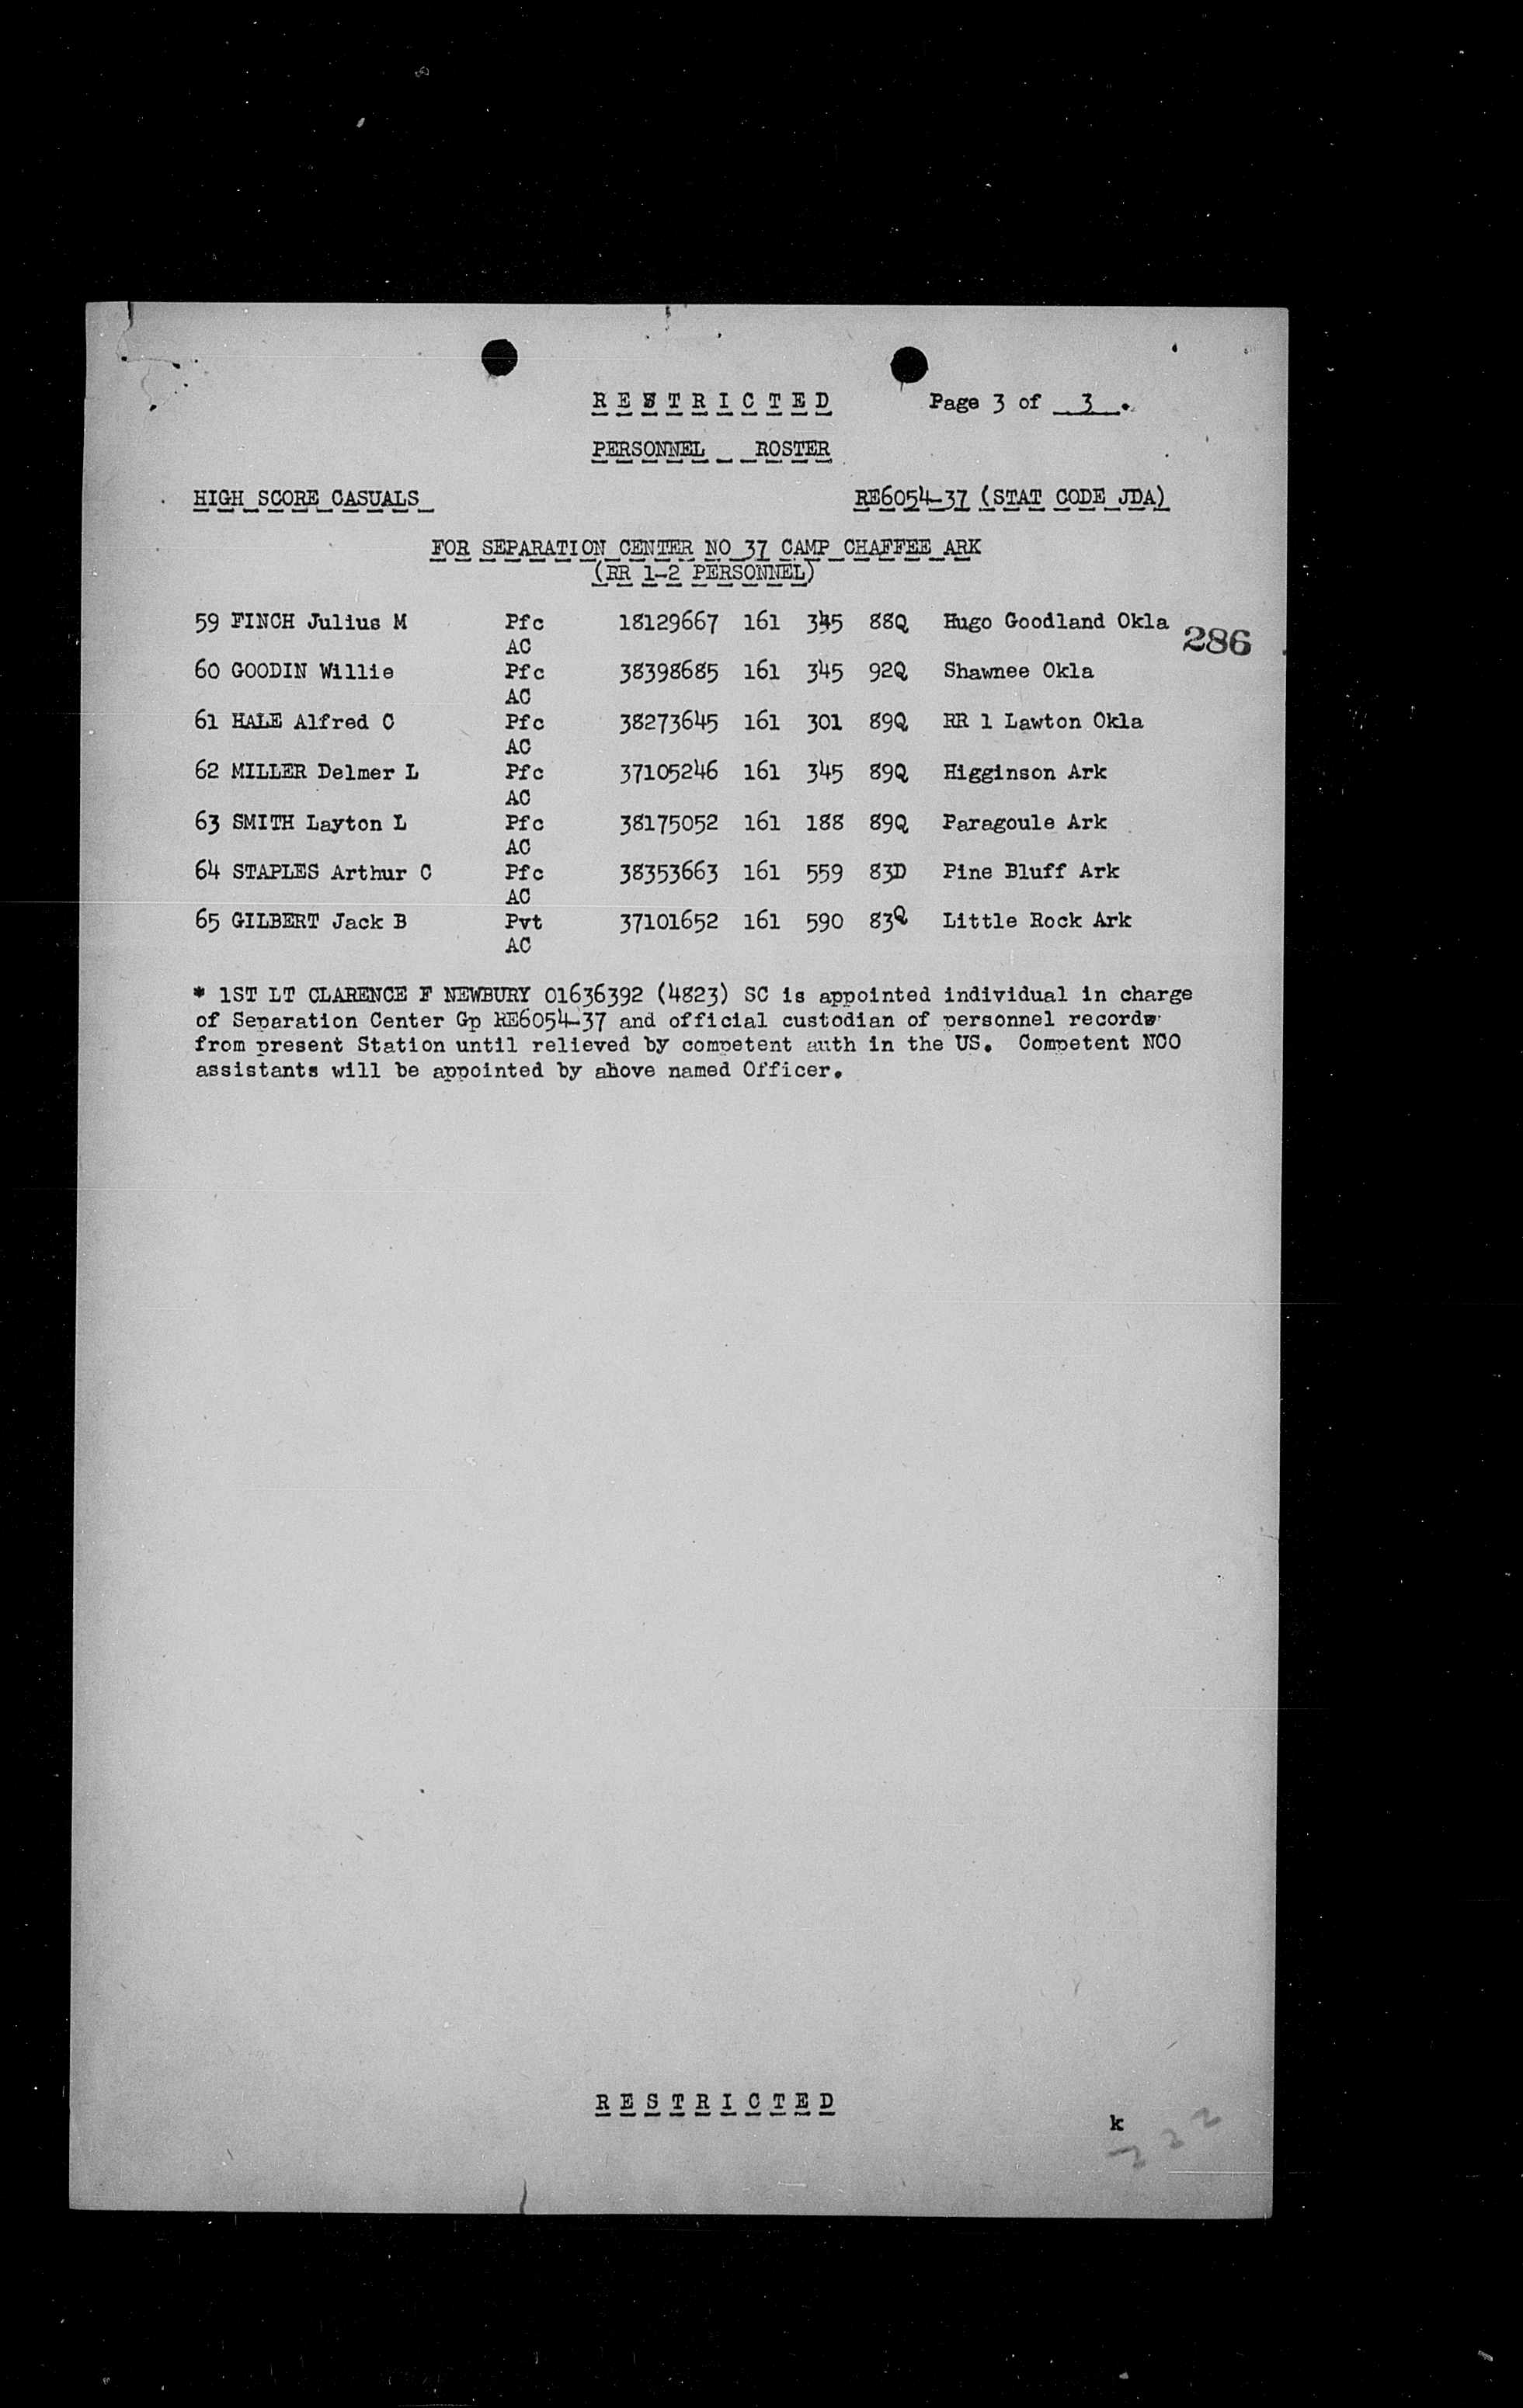 RESTRICTED Page 3 of 3.
PERSONNEL ROSTER
HIGH SCORE CASUALS RE6054-37 (STAT CODE JDA)
FOR SEPARATION CENTER NO 37 CAMP CHAFFEE ARK
(RR 1-2 PERSONNEL)
59 FINCH Julius M Pfc 18129667 161 345 88Q Hugo Goodland Okla
286
AC
60 GOODIN Willie Pfc 38398685 161 345 92Q Shawnee Okla
AC
61 HALE Alfred C Pfc 38273645 161 301 89Q RR 1 Lawton Okla
AC
62 MILLER Delmer L Pfc 37105246 161 345 89Q Higginson Ark
AC
63 SMITH Layton L Pfc 38175052 161 188 89Q Paragoule Ark
AC
64 STAPLES Arthur C Pfc 38353663 161 559 83D Pine Bluff Ark
AC
65 GILBERT Jack B Pvt 37101652 161 590 83Q Little Rock Ark
AC
* 1ST LT CLARENCE F NEWBURY 01636392 (4823) SC is appointed individual in charge
of Separation Center Gp RE6054-37 and official custodian of personnel records
from present Station until relieved by competent auth in the US. Competent NCO
assistants will be appointed by above named Officer.
RESTRICTED
k
222